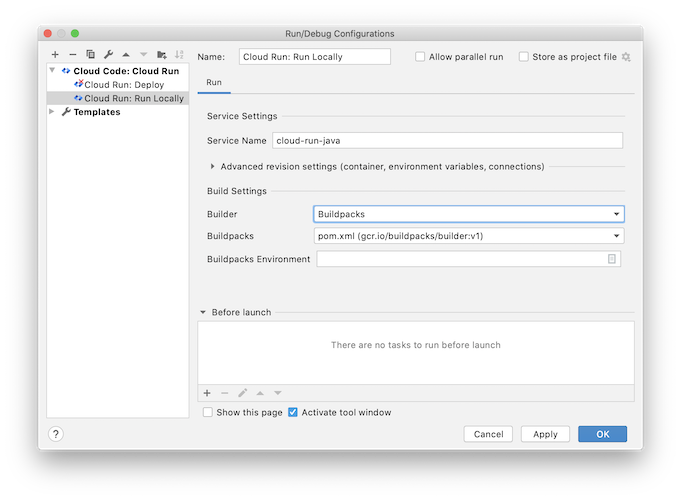 Run/Debug Configurations
Name: Cloud Run: Run Locally
Allow parallel run
Store as project file
Cloud Code: Cloud Run
Cloud Run: Deploy
Cloud Run: Run Locally
Templates
Run
Service Settings
Service Name cloud-run-java
Advanced revision settings (container, environment variables, connections)
Build Settings
Builder Buildpacks
Buildpacks pom.xml (gcr.io/buildpacks/builder:v1)
Buildpacks Environment
Before launch
There are no tasks to run before launch
Show this page
Activate tool window
?
Cancel
Apply
OK